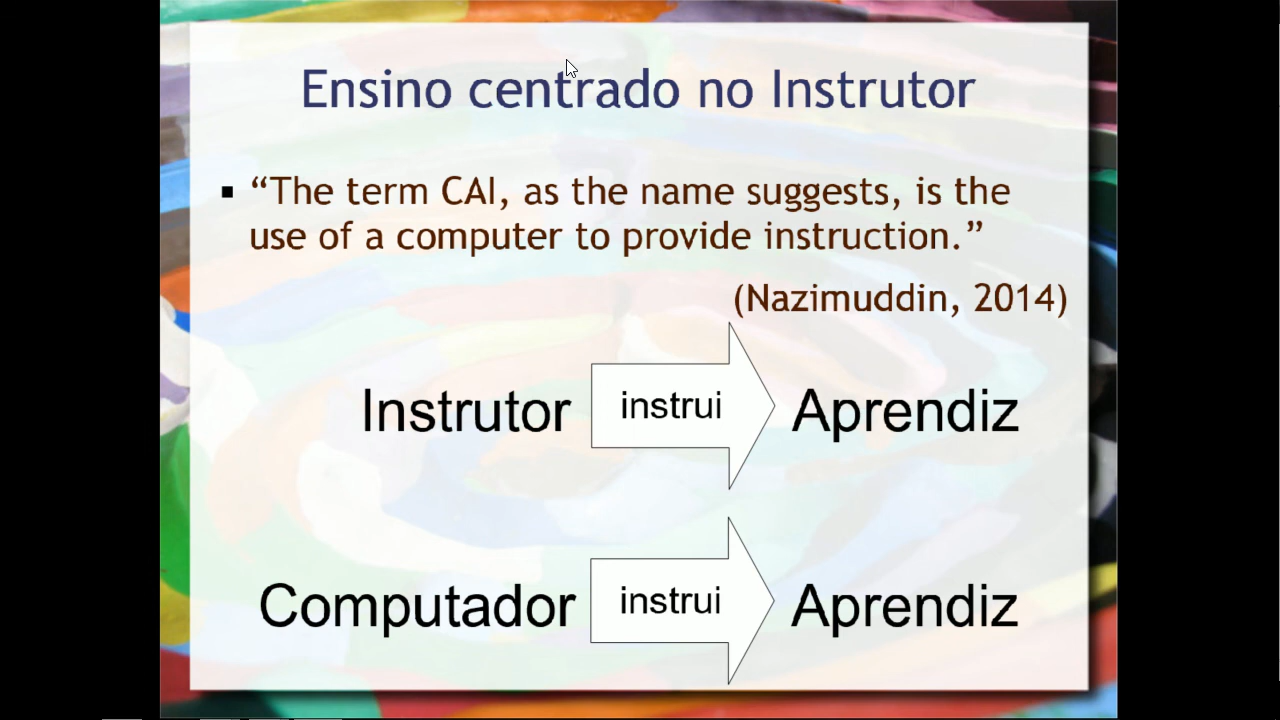 Ensino centrado no Instrutor
▪ “The term CAI, as the name suggests, is the
use of a computer to provide instruction.”
(Nazimuddin, 2014)
Instrutor instrui Aprendiz
Computador instrui Aprendiz